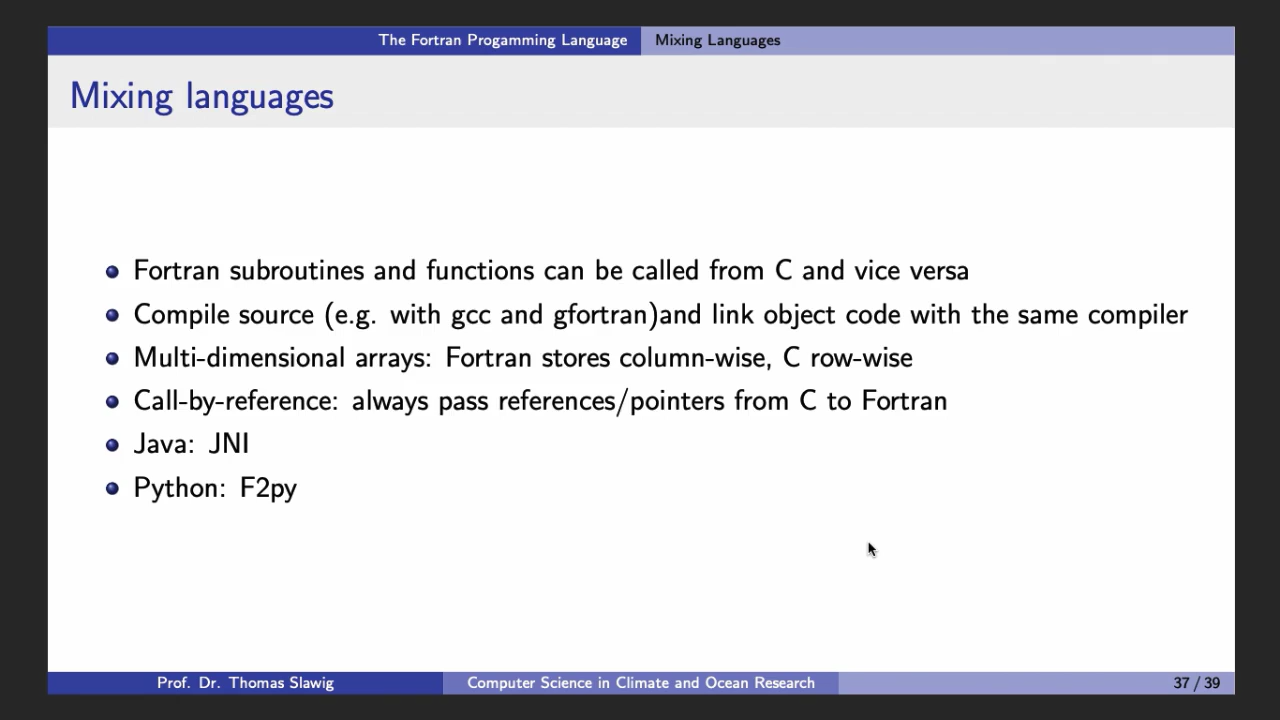 The Fortran Progamming Language Mixing Languages
Mixing languages
Fortran subroutines and functions can be called from C and vice versa
Compile source (e.g. with gcc and gfortran)and link object code with the same compiler
Multi-dimensional arrays: Fortran stores column-wise, C row-wise
Call-by-reference: always pass references/pointers from C to Fortran
Java: JNI
Python: F2py
Prof. Dr. Thomas Slawig Computer Science in Climate and Ocean Research 37 / 39